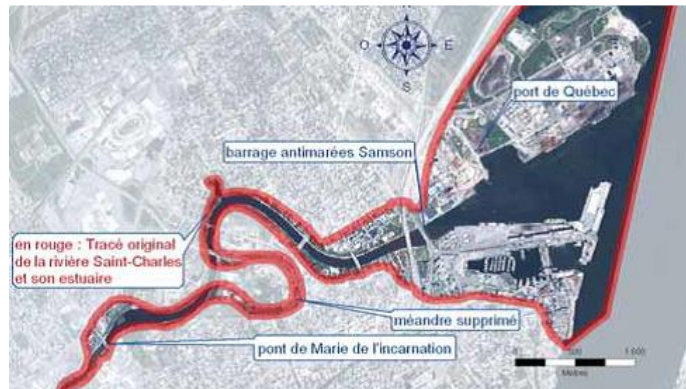 O
E
S
port de Québec
barrage antimarées Samson
en rouge : Tracé original
de la rivière Saint-Charles
et son estuaire
méandre supprimé
pont de Marie de l'incarnation
1 000
Mètres